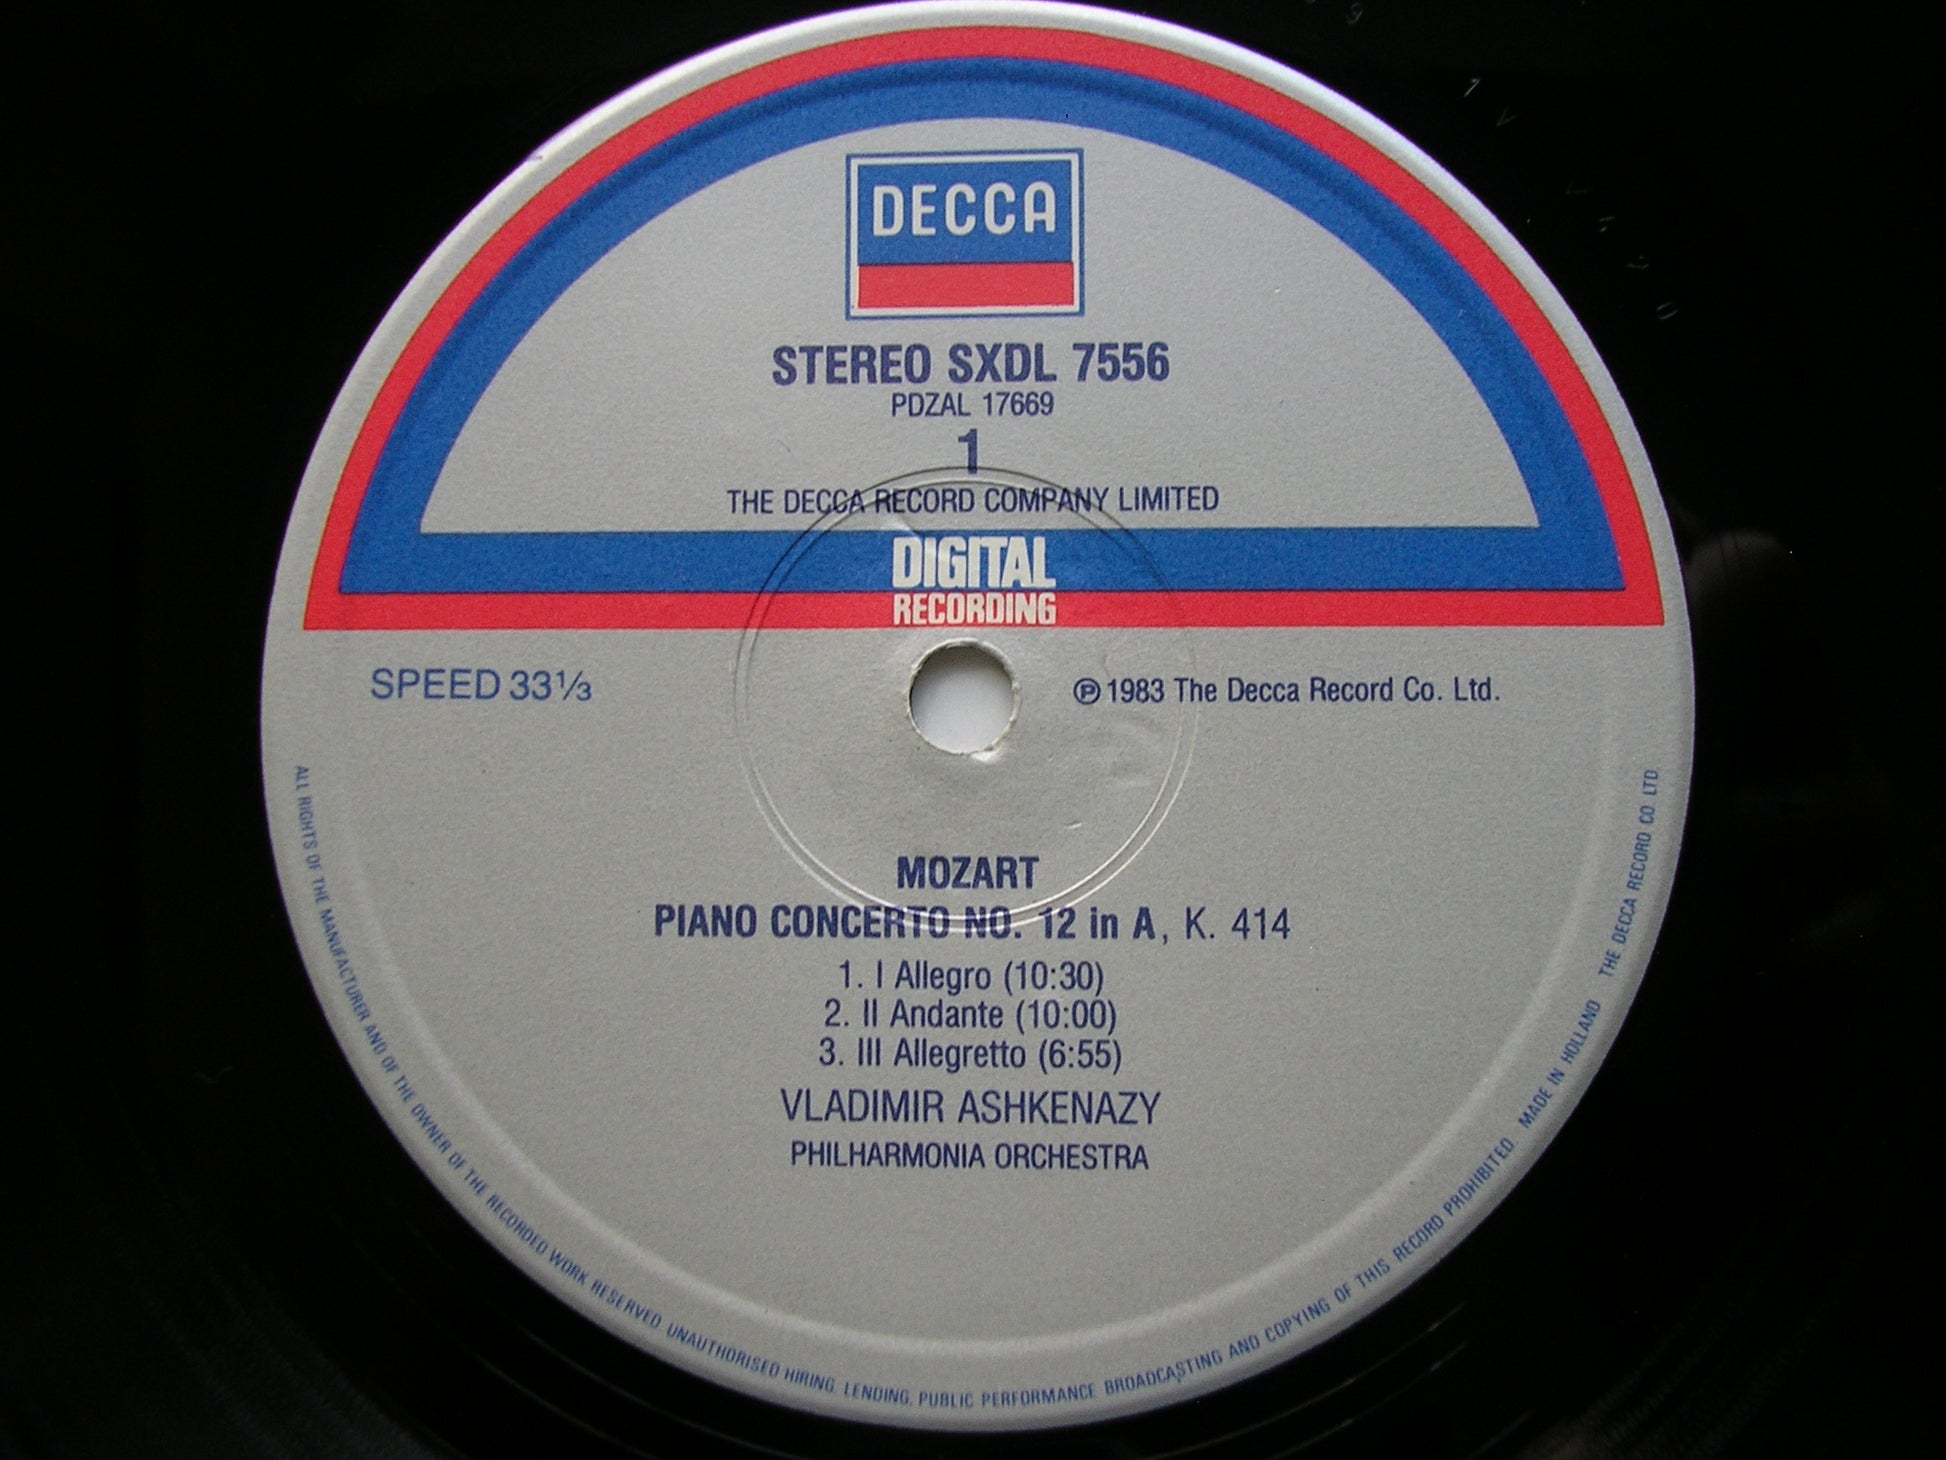 DECCA
STEREO SXDL 7556
PDZAL 17669
1
THE DECCA RECORD COMPANY LIMITED
DIGITAL
RECORDING
SPEED 33⅓
℗ 1983 The Decca Record Co. Ltd.
MOZART
PIANO CONCERTO NO. 12 in A, K. 414
1. I Allegro (10:30)
2. II Andante (10:00)
3. III Allegretto (6:55)
VLADIMIR ASHKENAZY
PHILHARMONIA ORCHESTRA
ALL RIGHTS OF THE MANUFACTURER AND OF THE OWNER OF THE RECORDED WORK RESERVED UNAUTHORISED HIRING, LENDING, PUBLIC PERFORMANCE BROADCASTING AND COPYING OF THIS RECORD PROHIBITED MADE IN HOLLAND THE DECCA RECORD CO. LTD.